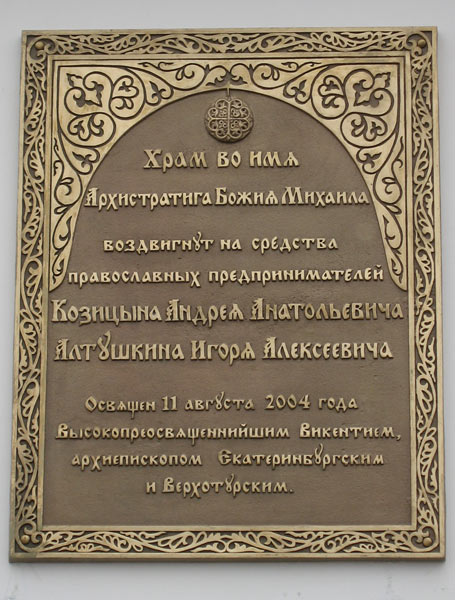 Храм во имя
Архистратига Божия Михаила
воздвигнут на средства
православных предпринимателей
Козицына Андрея Анатольевича
Алтушкина Игоря Алексеевича
Освящен 11 августа 2004 года
Высокопреосвященнийшим Викентием,
архиепископом Екатеринбургским
и Верхотурским.